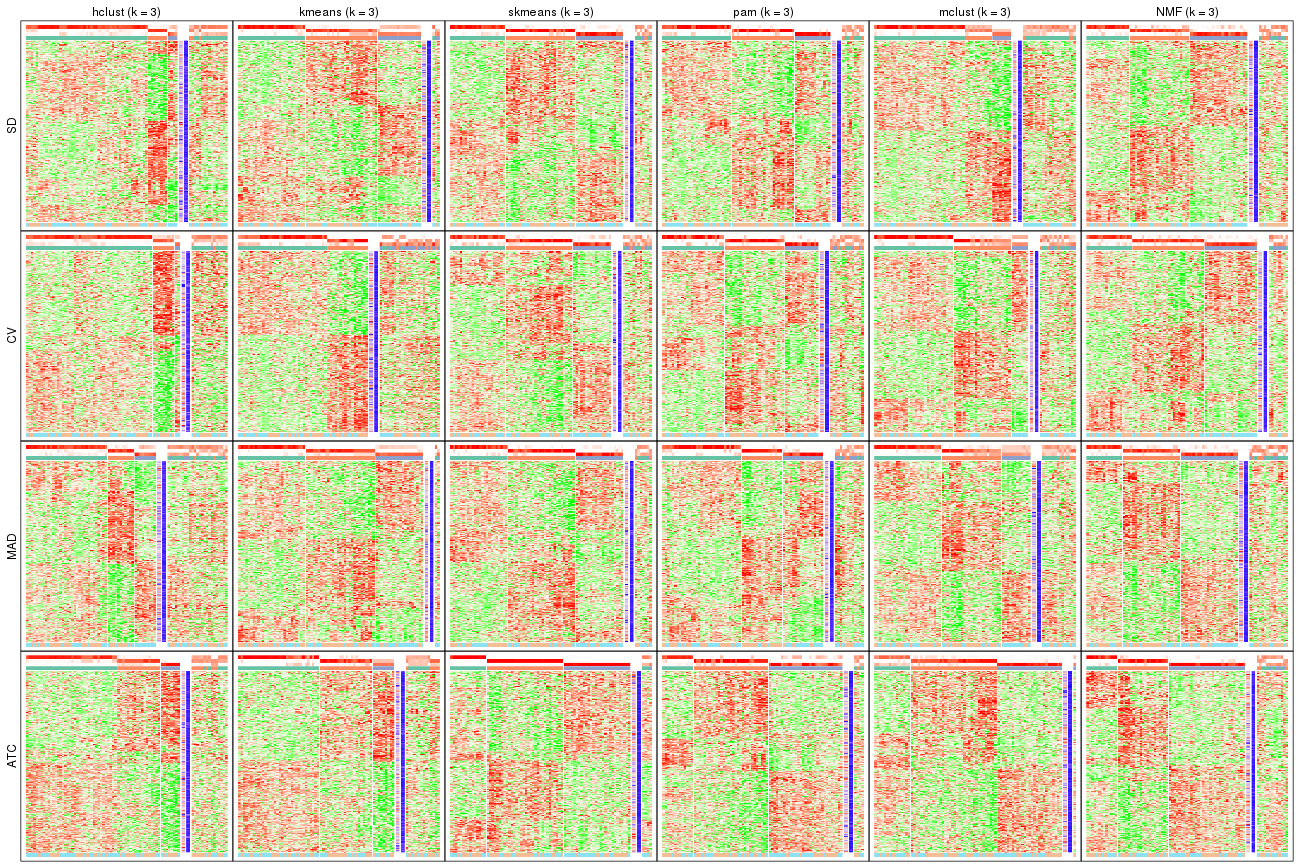 hclust (k = 3) kmeans (k = 3) skmeans (k = 3) pam (k = 3) mclust (k = 3) NMF (k = 3)
SD
CV
MAD
ATC